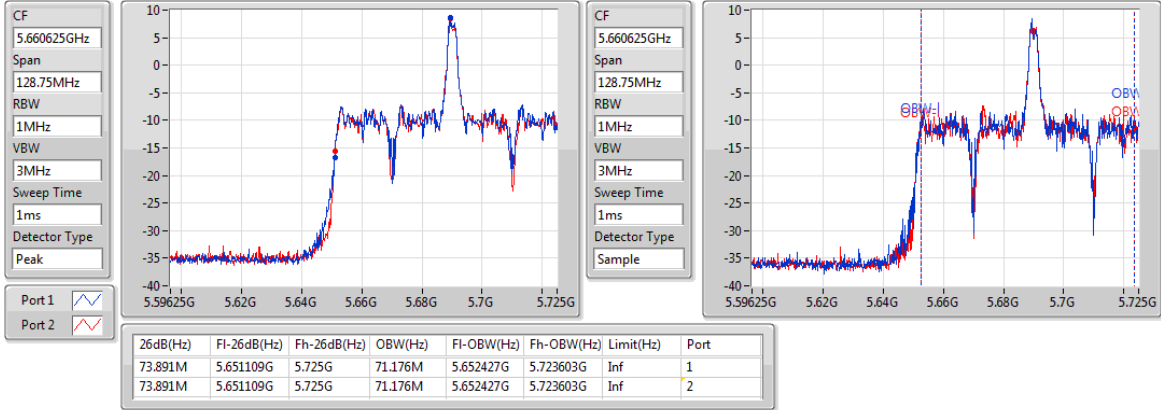 CF
5.660625GHz
Span
128.75MHz
RBW
1MHz
VBW
3MHz
Sweep Time
1ms
Detector Type
Peak
Port 1
Port 2
10
5
0
-5
-10
-15
-20
-25
-30
-35
-40
5.59625G 5.62G 5.64G 5.66G 5.68G 5.7G 5.725G
CF
5.660625GHz
Span
128.75MHz
RBW
1MHz
VBW
3MHz
Sweep Time
1ms
Detector Type
Sample
10
5
0
-5
-10
-15
-20
-25
-30
-35
-40
OBW-l
OBW
OBW
5.59625G 5.62G 5.64G 5.66G 5.68G 5.7G 5.725G
26dB(Hz) Fl-26dB(Hz) Fh-26dB(Hz) OBW(Hz) Fl-OBW(Hz) Fh-OBW(Hz) Limit(Hz) Port
73.891M 5.651109G 5.725G 71.176M 5.652427G 5.723603G Inf 1
73.891M 5.651109G 5.725G 71.176M 5.652427G 5.723603G Inf 2